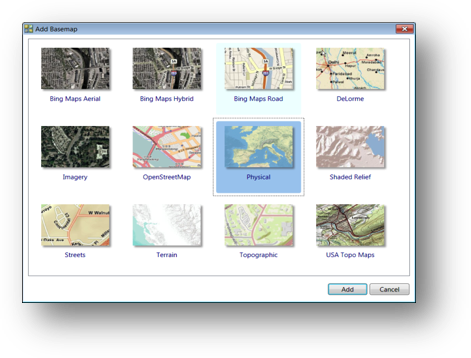 Add Basemap
Bing Maps Aerial
Bing Maps Hybrid
Bing Maps Road
DeLorme
Imagery
OpenStreetMap
Physical
Shaded Relief
Streets
Terrain
Topographic
USA Topo Maps
Add
Cancel